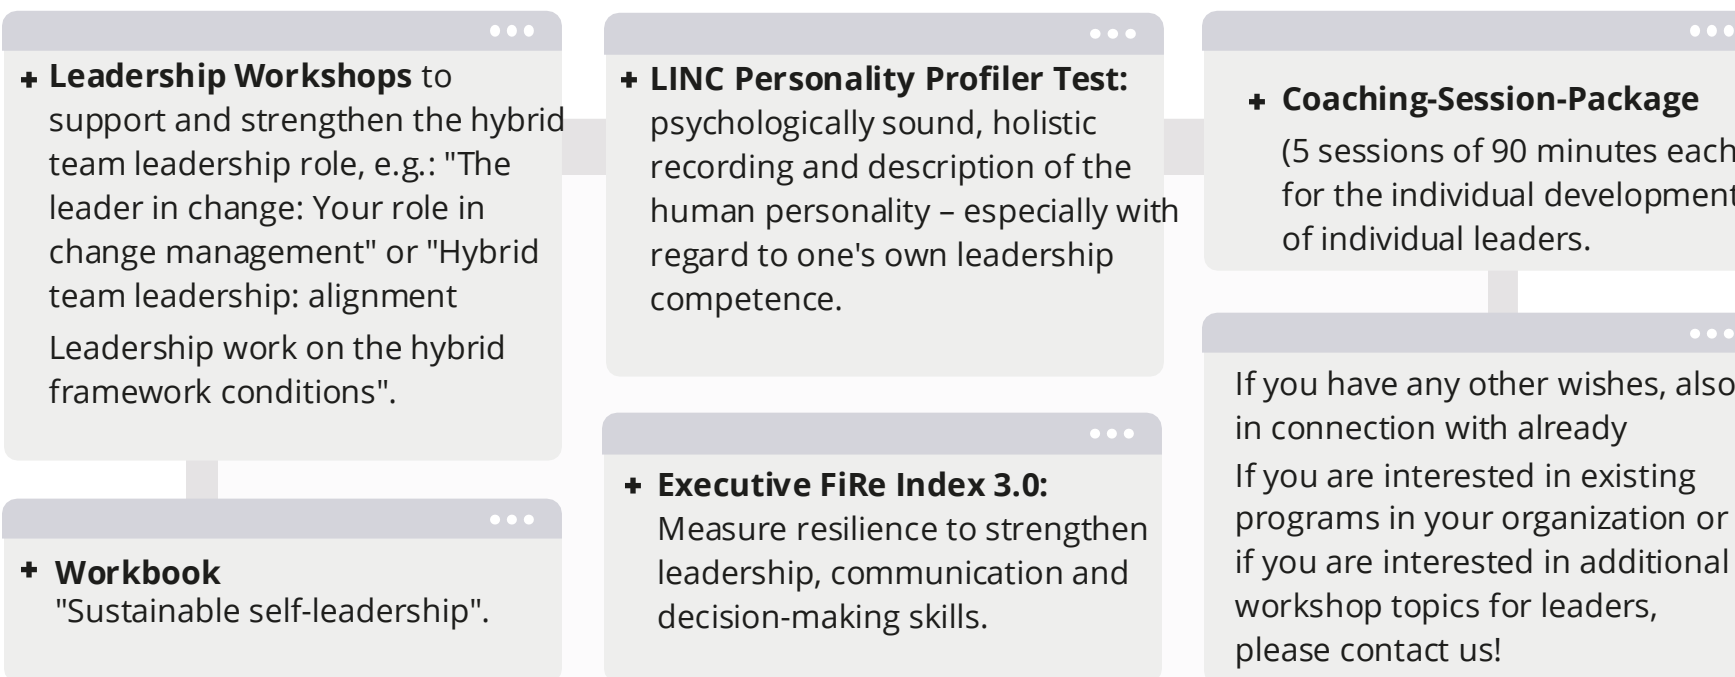 + Leadership Workshops to
support and strengthen the hybrid
team leadership role, e.g.: "The
leader in change: Your role in
change management" or "Hybrid
team leadership: alignment
Leadership work on the hybrid
framework conditions".
+ Workbook
"Sustainable self-leadership".
+ LINC Personality Profiler Test:
psychologically sound, holistic
recording and description of the
human personality – especially with
regard to one's own leadership
competence.
+ Executive FiRe Index 3.0:
Measure resilience to strengthen
leadership, communication and
decision-making skills.
+ Coaching-Session-Package
(5 sessions of 90 minutes each
for the individual development
of individual leaders.
If you have any other wishes, also
in connection with already
If you are interested in existing
programs in your organization or
if you are interested in additional
workshop topics for leaders,
please contact us!